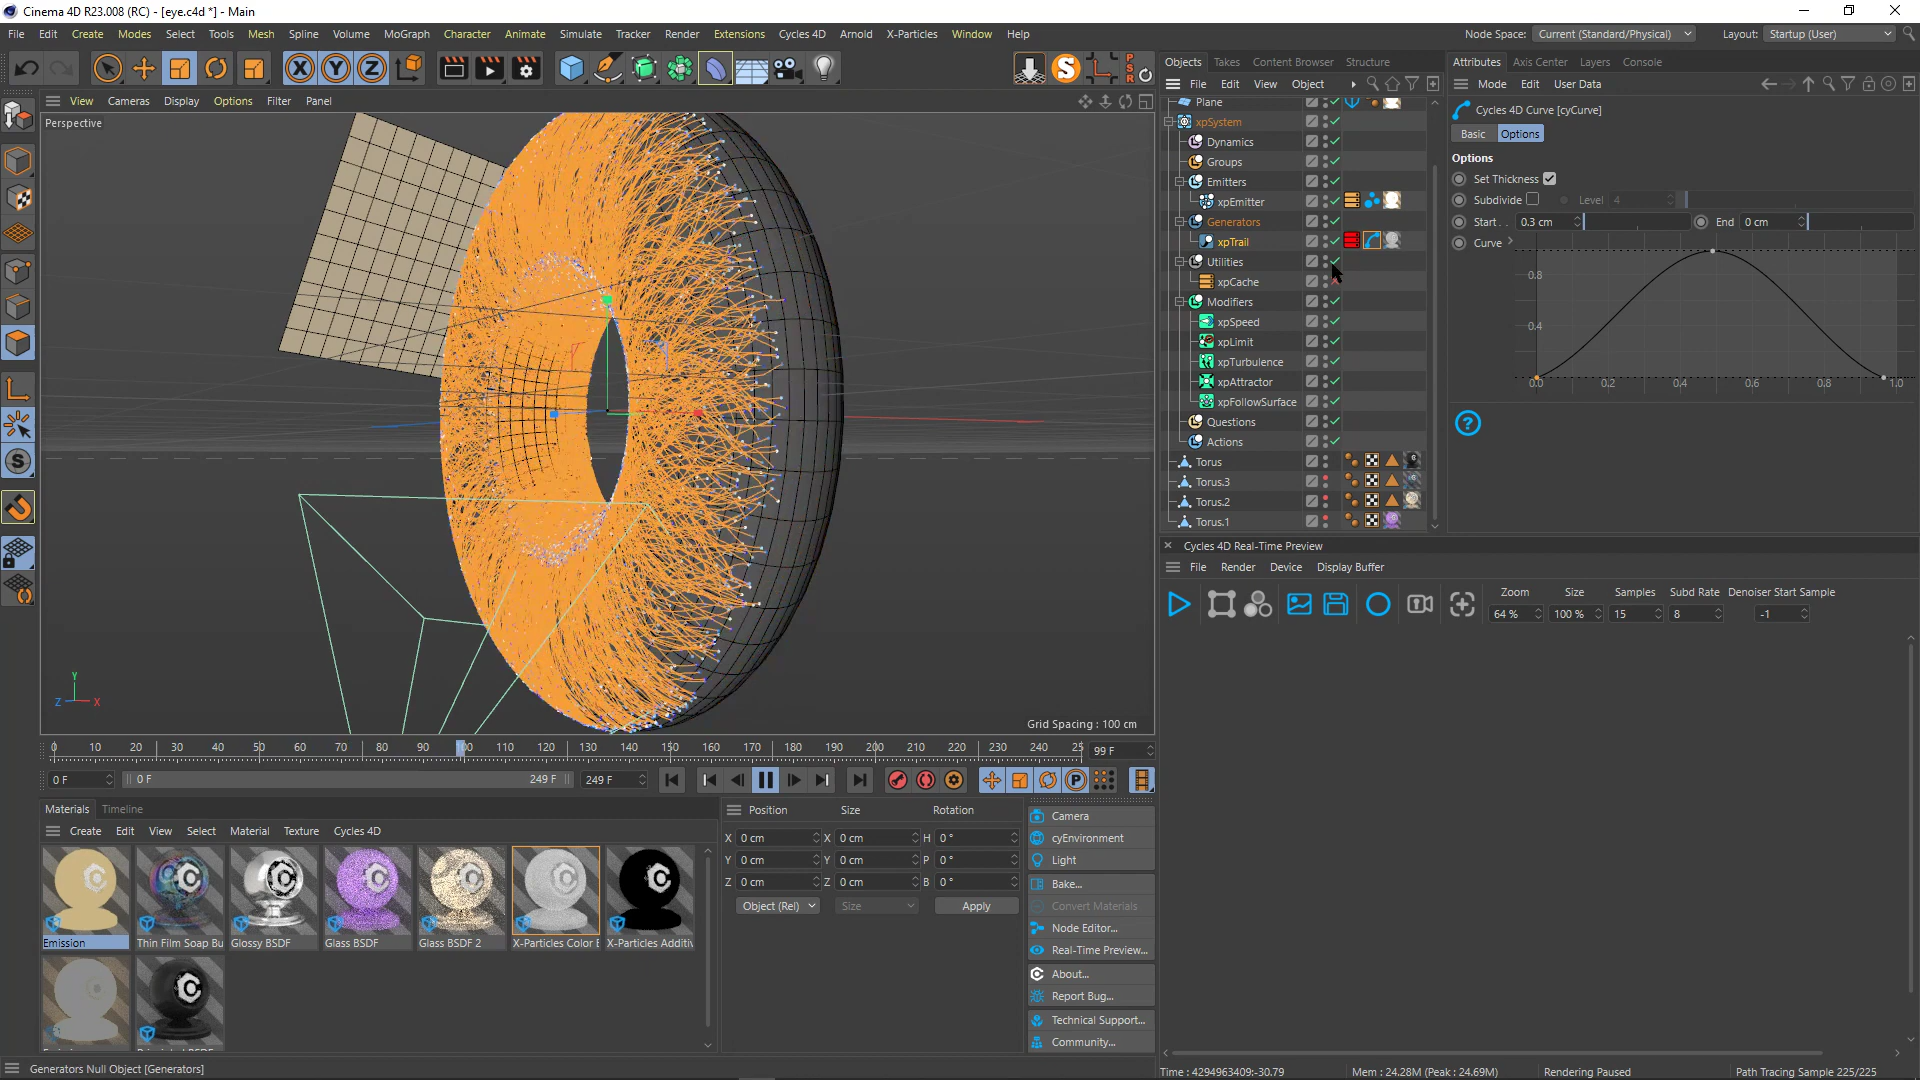 Cinema 4D R23.008 (RC) - [eye.c4d *] - Main
File Edit Create Modes Select Tools Mesh Spline Volume MoGraph Character Animate Simulate Tracker Render Extensions Cycles 4D Arnold X-Particles Window Help
Node Space: Current (Standard/Physical) Layout: Startup (User)
PSR
View Cameras Display Options Filter Panel
Perspective
Grid Spacing : 100 cm
Y
Z X
0 10 20 30 40 50 60 70 80 90 100 110 120 130 140 150 160 170 180 190 200 210 220 230 240 25 99 F
0 F 0 F 249 F 249 F
Materials Timeline
Create Edit View Select Material Texture Cycles 4D
Emission Thin Film Soap Bu Glossy BSDF Glass BSDF Glass BSDF 2 X-Particles Color E X-Particles Additiv
Position Size Rotation
X 0 cm X 0 cm H 0 °
Y 0 cm Y 0 cm P 0 °
Z 0 cm Z 0 cm B 0 °
Object (Rel) Size Apply
Camera
cyEnvironment
Light
Bake...
Convert Materials
Node Editor...
Real-Time Preview...
About...
Report Bug...
Technical Support...
Community...
Generators Null Object [Generators]
Objects Takes Content Browser Structure
File Edit View Object
Plane
xpSystem
Dynamics
Groups
Emitters
xpEmitter
Generators
xpTrail
Utilities
xpCache
Modifiers
xpSpeed
xpLimit
xpTurbulence
xpAttractor
xpFollowSurface
Questions
Actions
Torus
Torus.3
Torus.2
Torus.1
Attributes Axis Center Layers Console
Mode Edit User Data
Cycles 4D Curve [cyCurve]
Basic Options
Options
Set Thickness
Subdivide Level 4
Start . . 0.3 cm End 0 cm
Curve
0.8
0.4
0.0 0.2 0.4 0.6 0.8 1.0
Cycles 4D Real-Time Preview
File Render Device Display Buffer
Zoom Size Samples Subd Rate Denoiser Start Sample
64 % 100 % 15 8 -1
Time : 4294963409:-30.79 Mem : 24.28M (Peak : 24.69M) Rendering Paused Path Tracing Sample 225/225